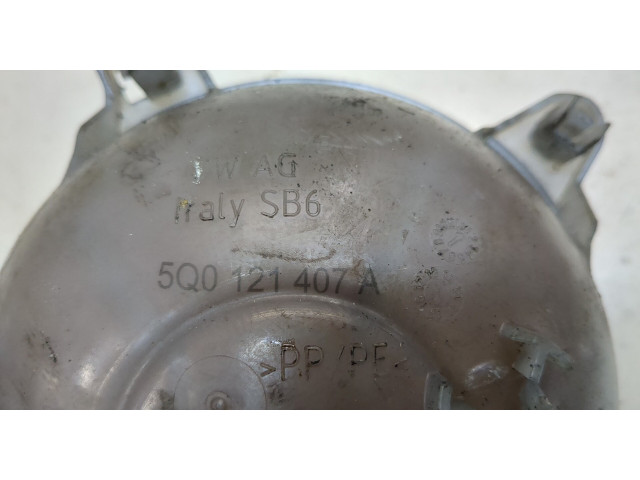 VW AG
Italy SB6
5Q0 121 407 A
>PP/PE<